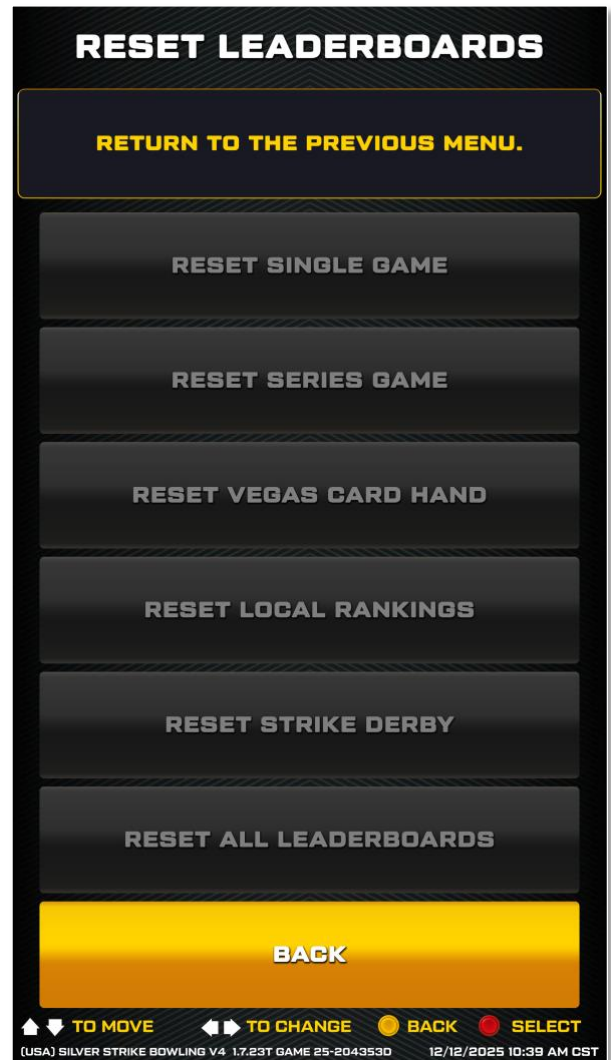 RESET LEADERBOARDS
RETURN TO THE PREVIOUS MENU.
RESET SINGLE GAME
RESET SERIES GAME
RESET VEGAS CARD HAND
RESET LOCAL RANKINGS
RESET STRIKE DERBY
RESET ALL LEADERBOARDS
BACK
TO MOVE TO CHANGE BACK SELECT
(USA) SILVER STRIKE BOWLING V4 1.7.23T GAME 25-204353D 12/12/2025 10:39 AM CST